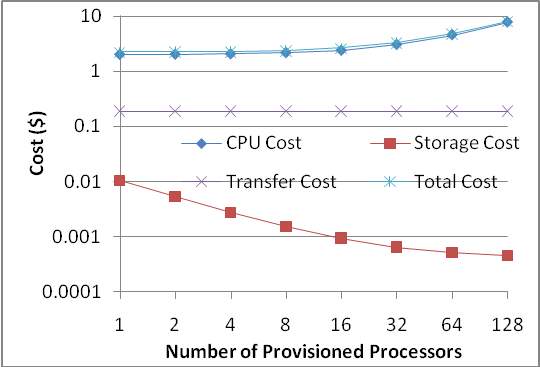 10
1
0.1
0.01
0.001
0.0001
Cost ($)
CPU Cost
Storage Cost
Transfer Cost
Total Cost
1 2 4 8 16 32 64 128
Number of Provisioned Processors